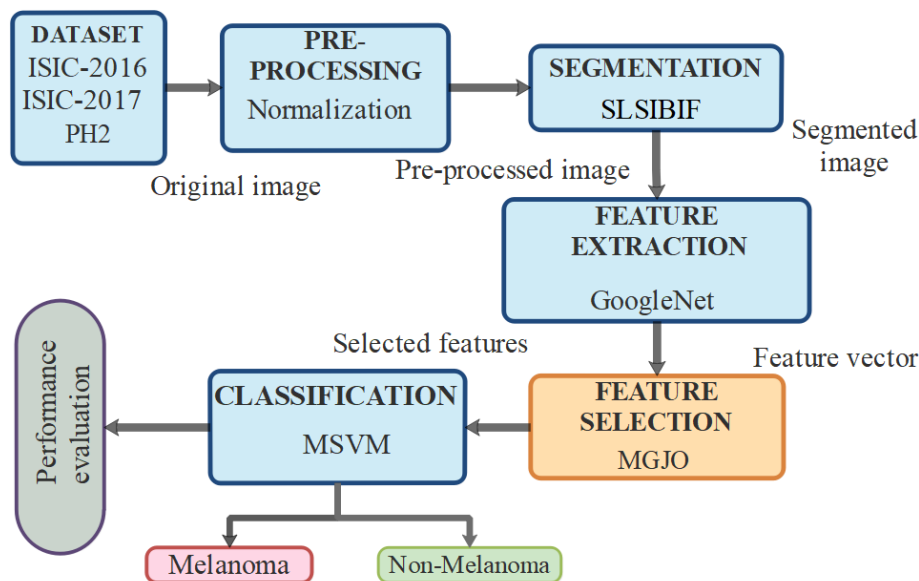 DATASET
ISIC-2016
ISIC-2017
PH2
PRE-
PROCESSING
Normalization
SEGMENTATION
SLSIBIF
Original image
Pre-processed image
Segmented
image
FEATURE
EXTRACTION
GoogleNet
Feature vector
FEATURE
SELECTION
MGJO
Selected features
CLASSIFICATION
MSVM
Performance
evaluation
Melanoma
Non-Melanoma